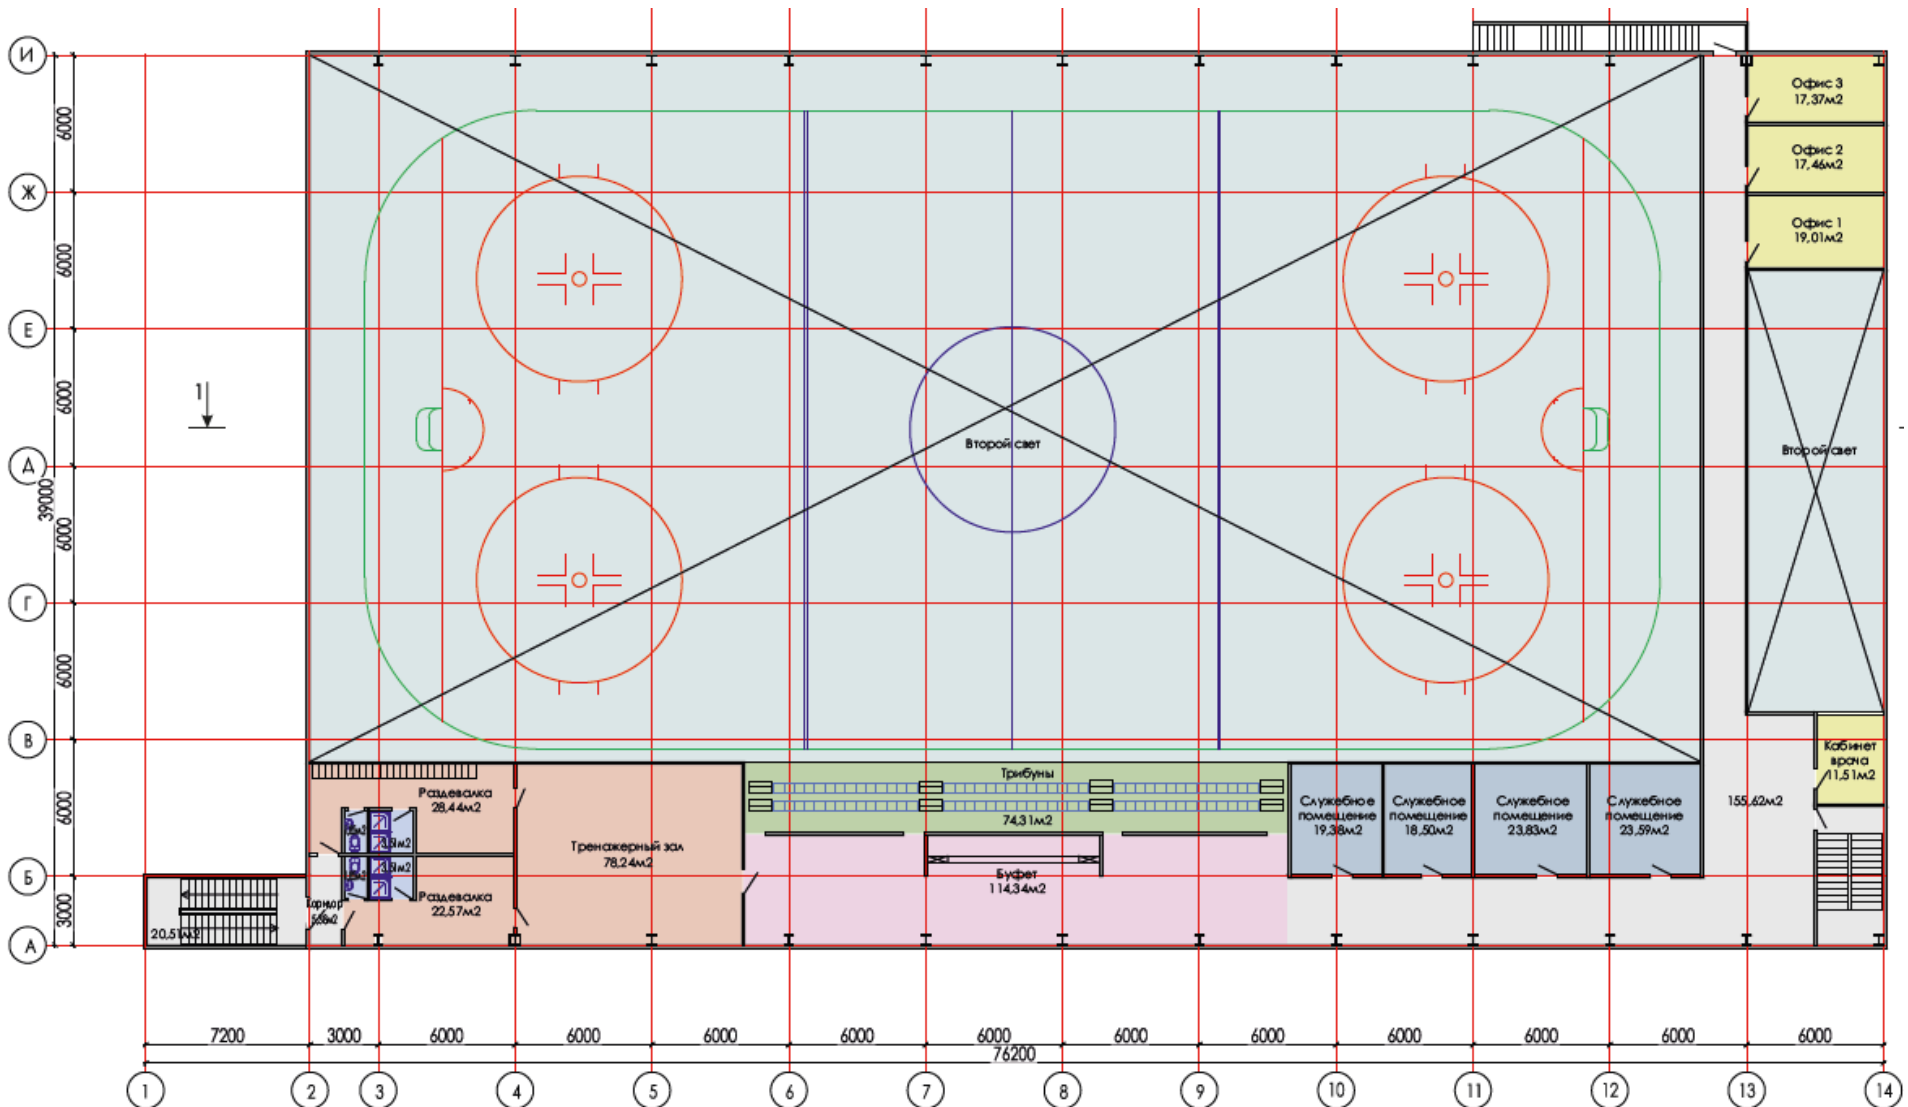 И
Ж
Е
Д
Г
В
Б
А
6000
6000
6000
6000
6000
6000
3000
39000
1
Офис 3
17,37м2
Офис 2
17,46м2
Офис 1
19,01м2
Второй свет
Второй свет
Кабинет
врача
11,51м2
155,62м2
Трибуны
74,31м2
Раздевалка
28,44м2
Тренажерный зал
78,24м2
Буфет
114,34м2
Служебное
помещение
19,38м2
Служебное
помещение
18,50м2
Служебное
помещение
23,83м2
Служебное
помещение
23,59м2
Раздевалка
22,57м2
Коридор
20,51м2
7200
3000
6000
6000
6000
6000
6000
6000
6000
6000
6000
6000
6000
76200
1
2
3
4
5
6
7
8
9
10
11
12
13
14